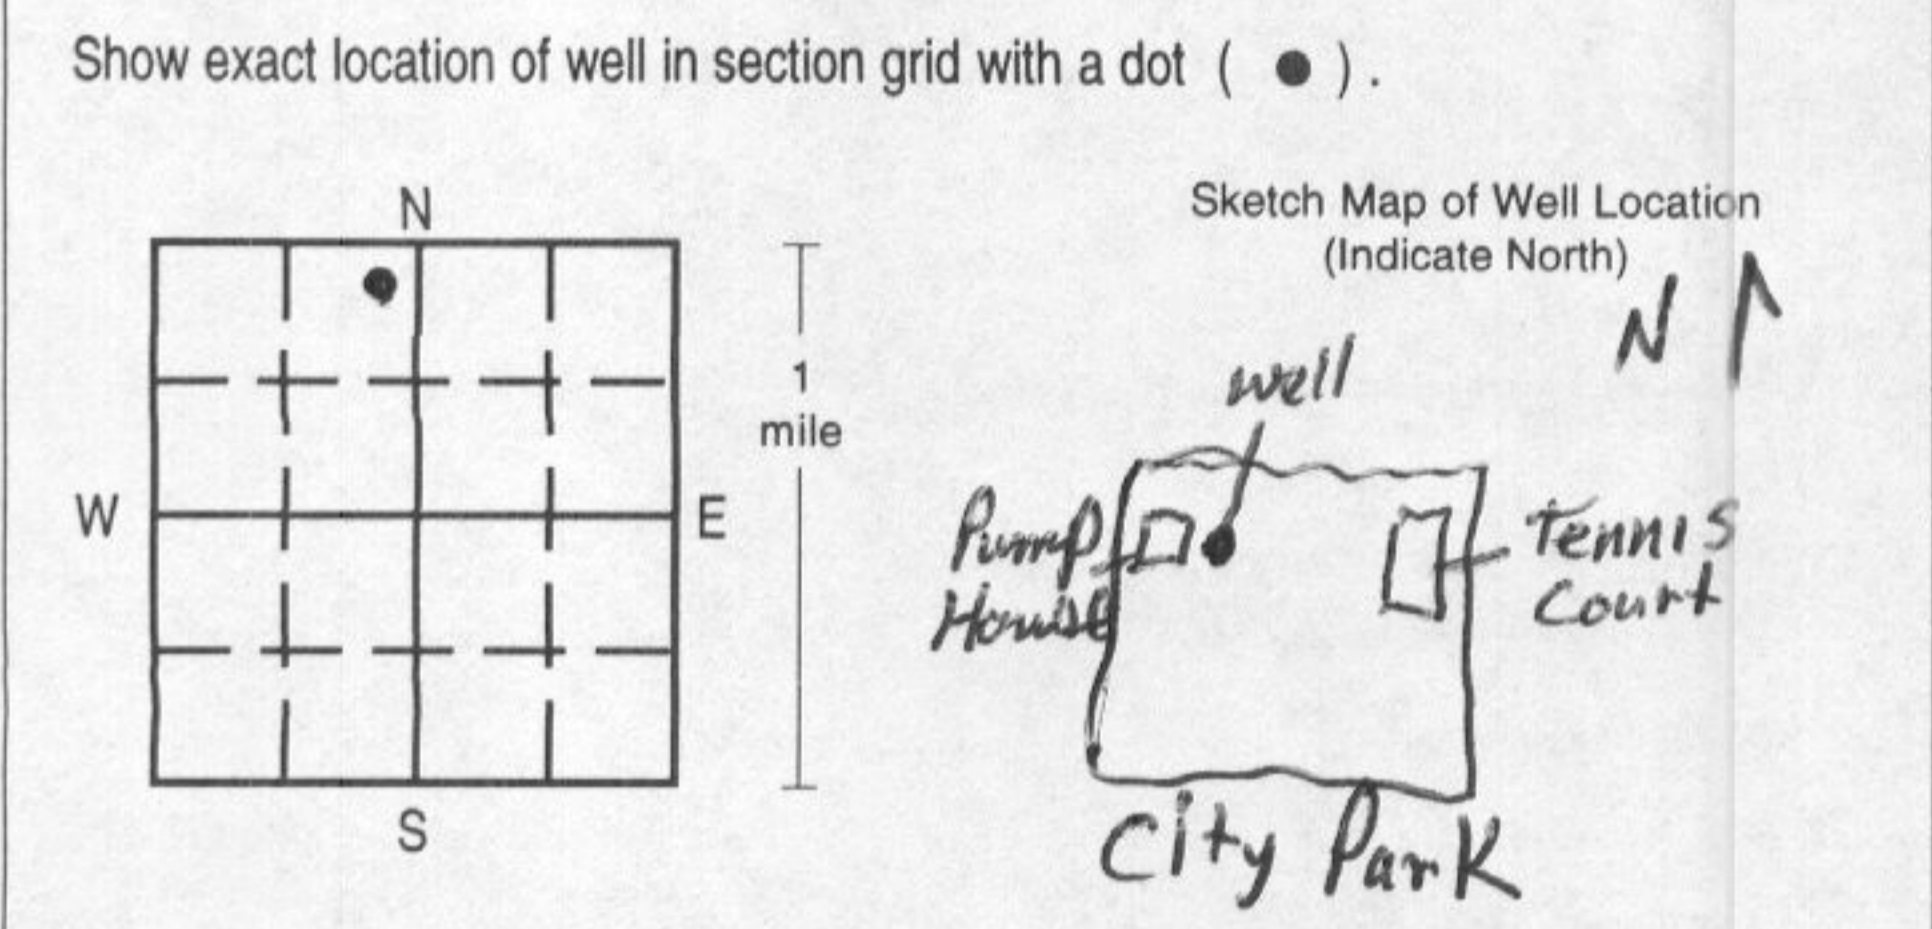 Show exact location of well in section grid with a dot ( ● ).
N
W
E
S
1
mile
Sketch Map of Well Location
(Indicate North)
N
well
Pump
House
Tennis
Court
City Park